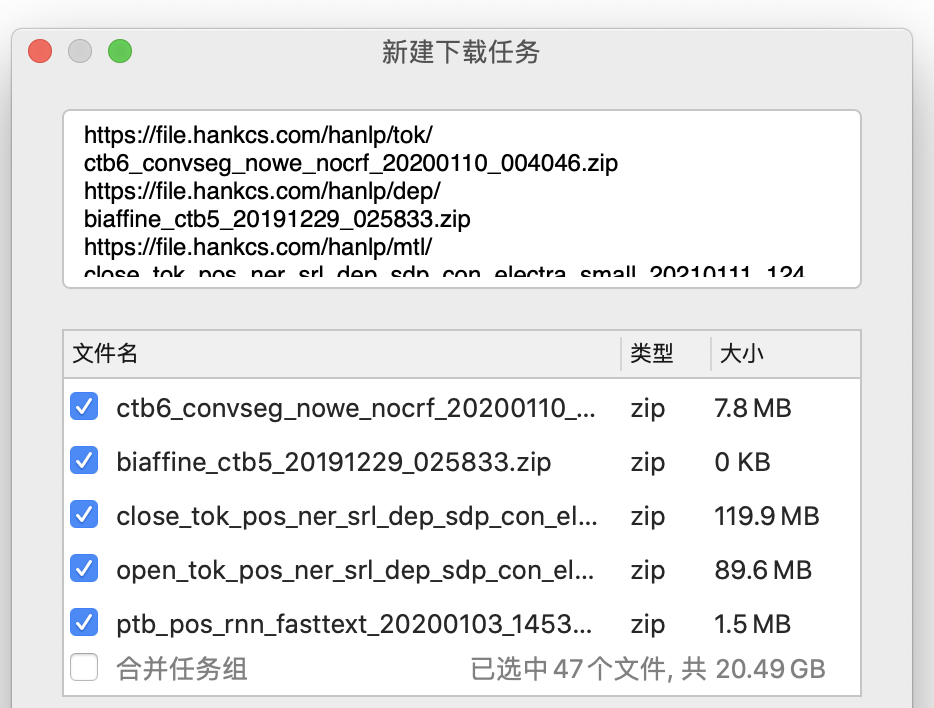 新建下载任务
https://file.hankcs.com/hanlp/tok/
ctb6_convseg_nowe_nocrf_20200110_004046.zip
https://file.hankcs.com/hanlp/dep/
biaffine_ctb5_20191229_025833.zip
https://file.hankcs.com/hanlp/mtl/
close_tok_pos_ner_srl_dep_sdp_con_electra_small_20210111_124
文件名 类型 大小
ctb6_convseg_nowe_nocrf_20200110_... zip 7.8 MB
biaffine_ctb5_20191229_025833.zip zip 0 KB
close_tok_pos_ner_srl_dep_sdp_con_el... zip 119.9 MB
open_tok_pos_ner_srl_dep_sdp_con_el... zip 89.6 MB
ptb_pos_rnn_fasttext_20200103_1453... zip 1.5 MB
合并任务组 已选中 47 个文件, 共 20.49 GB